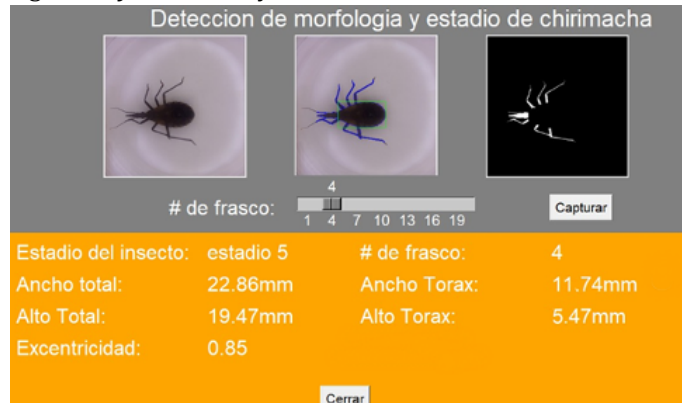 Deteccion de morfologia y estadio de chirimacha
4
# de frasco:
1 4 7 10 13 16 19
Capturar
Estadio del insecto: estadio 5 # de frasco: 4
Ancho total: 22.86mm Ancho Torax: 11.74mm
Alto Total: 19.47mm Alto Torax: 5.47mm
Excentricidad: 0.85
Cerrar